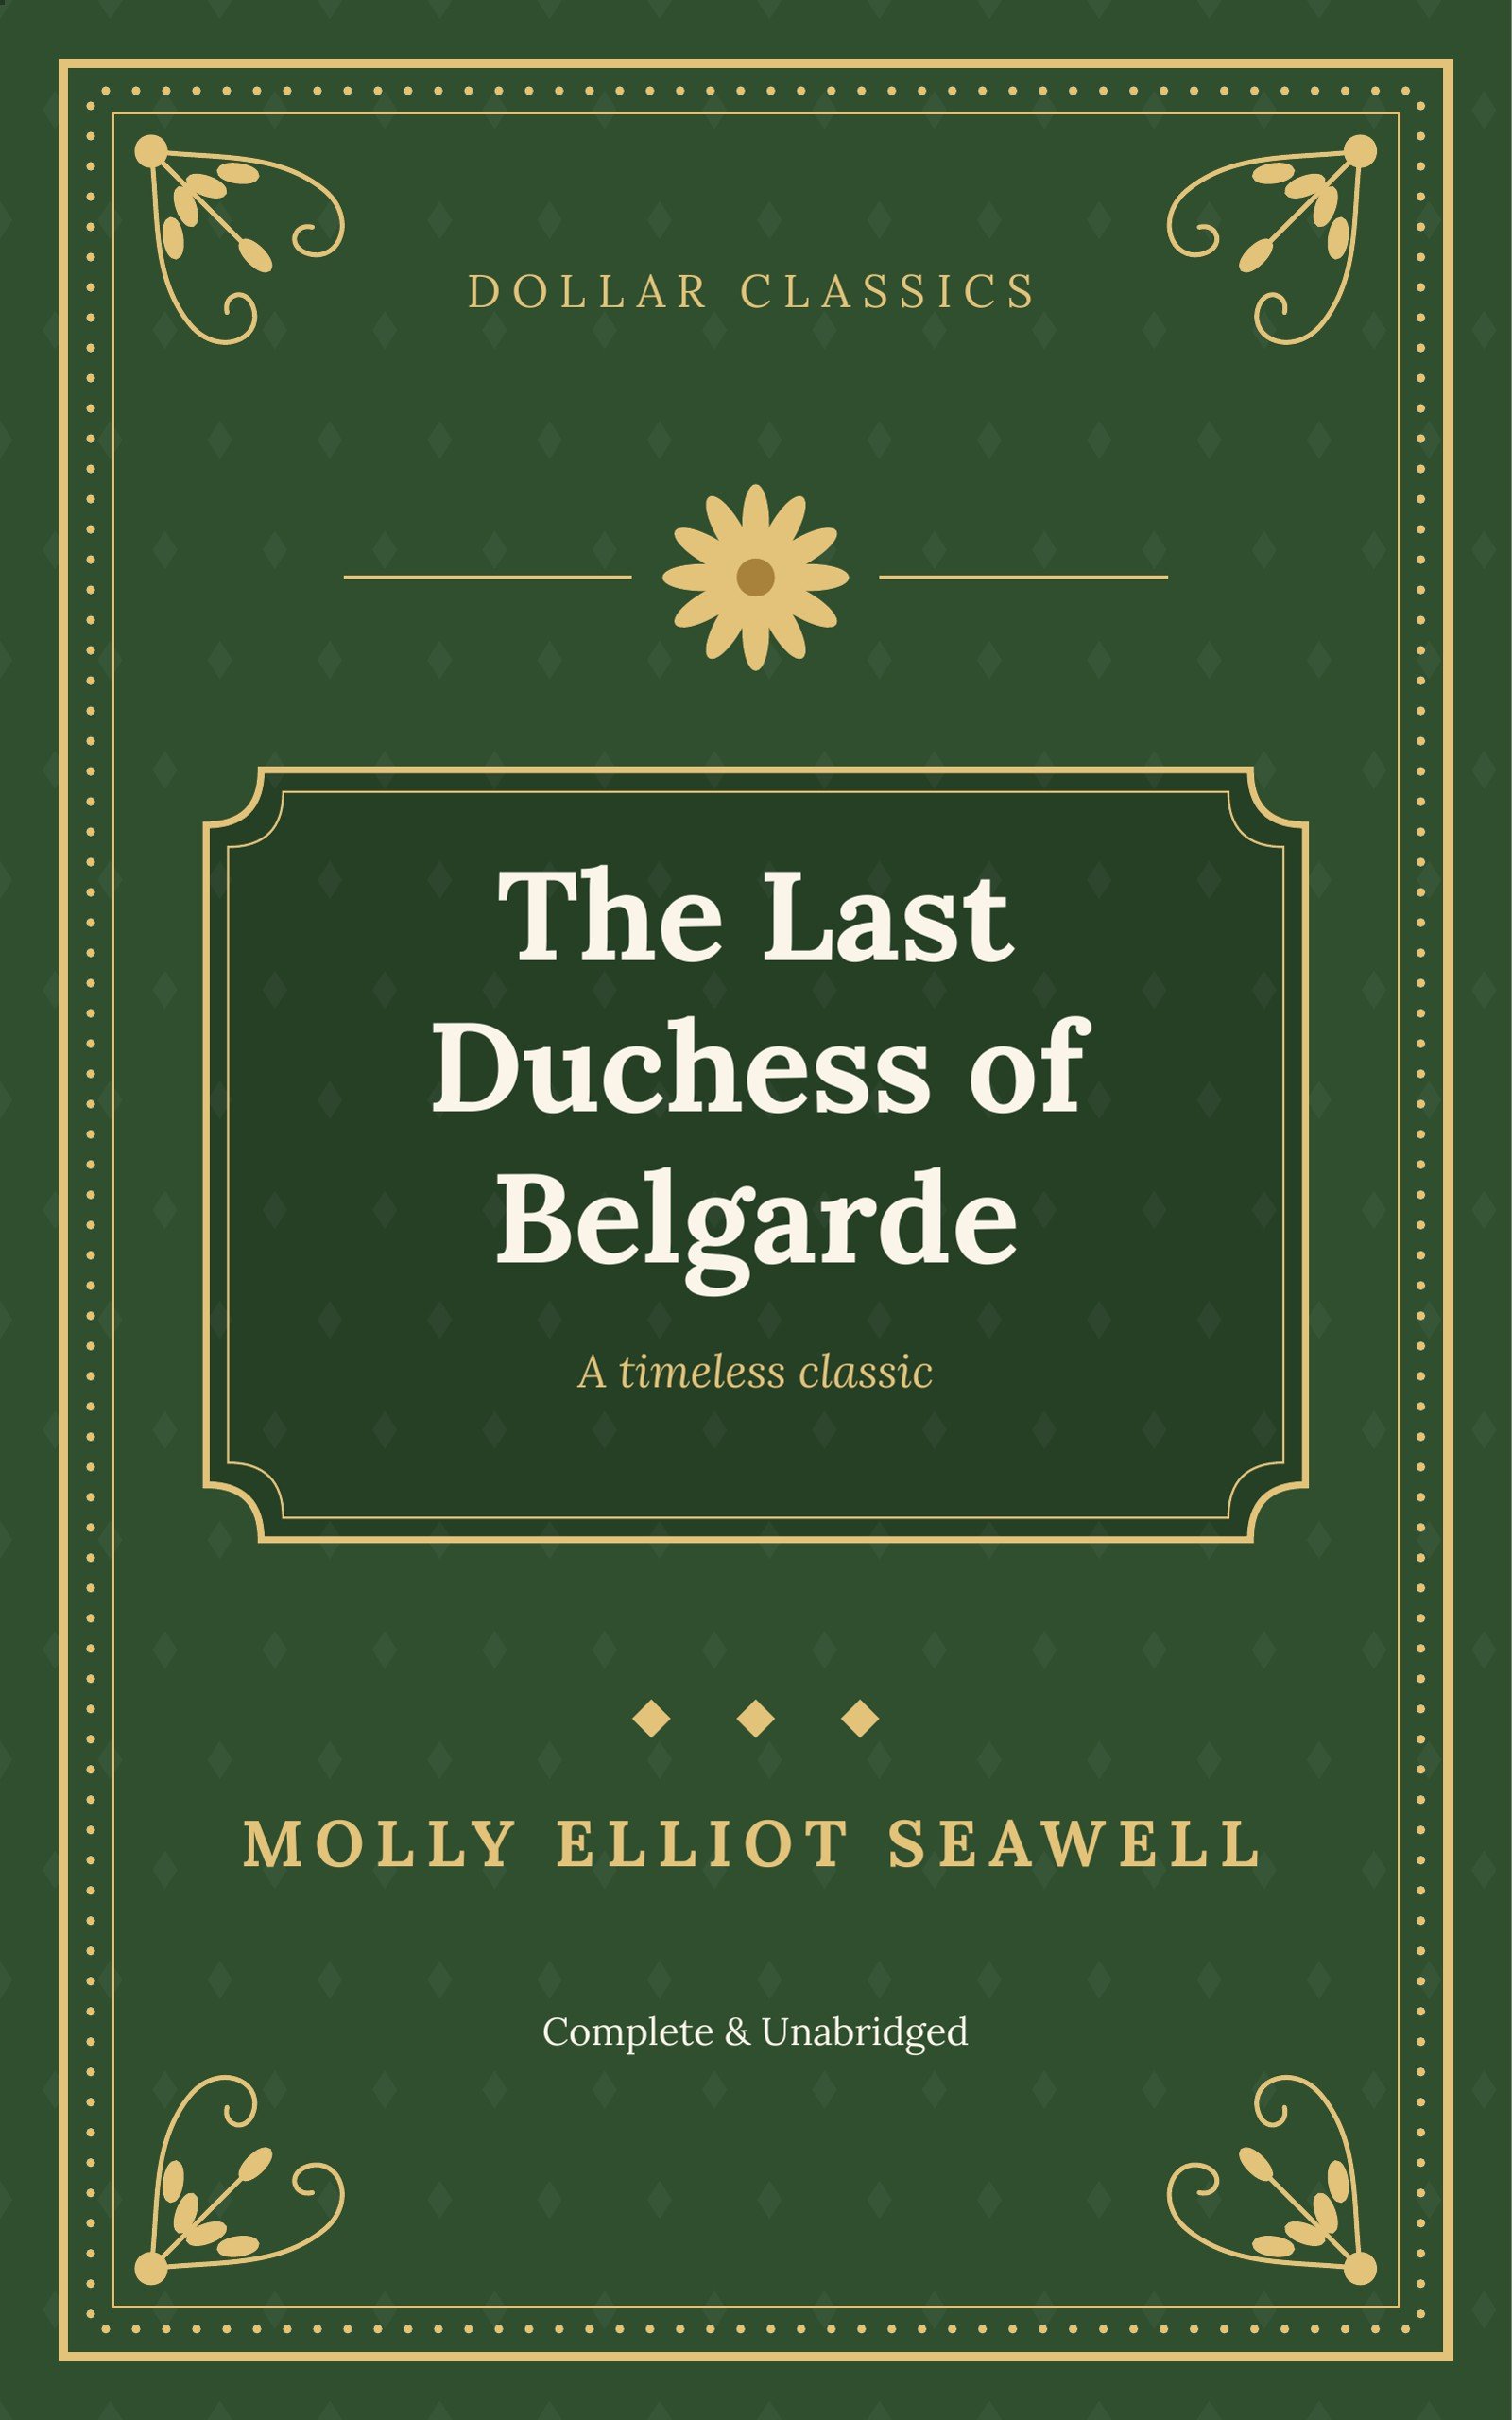 DOLLAR CLASSICS
The Last
Duchess of
Belgarde
A timeless classic
MOLLY ELLIOT SEAWELL
Complete & Unabridged